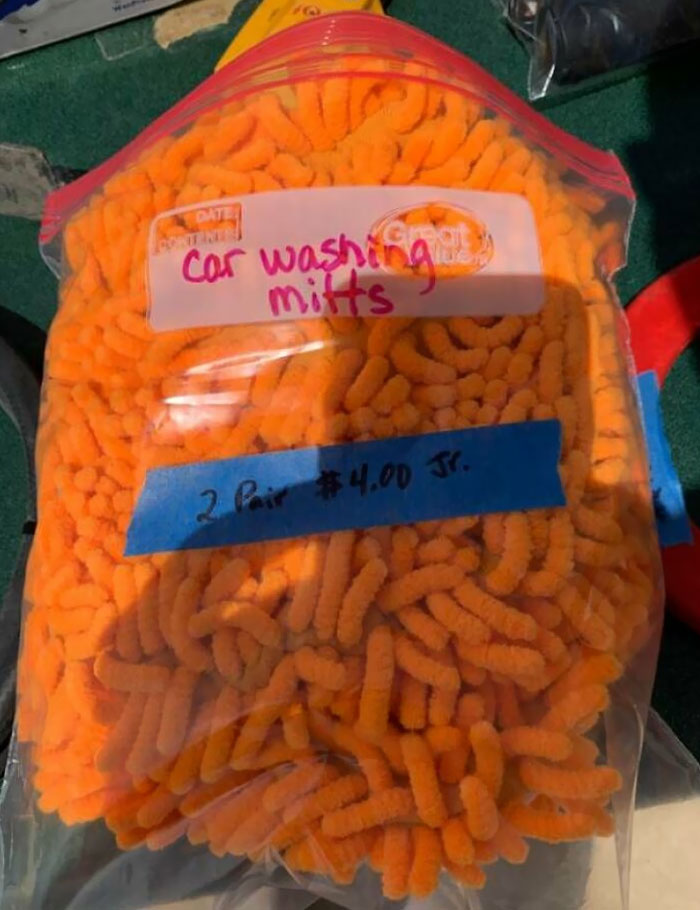 DATE
CONTENTS
Great
Value
car washing
mitts
2 Pair $4.00 Jr.